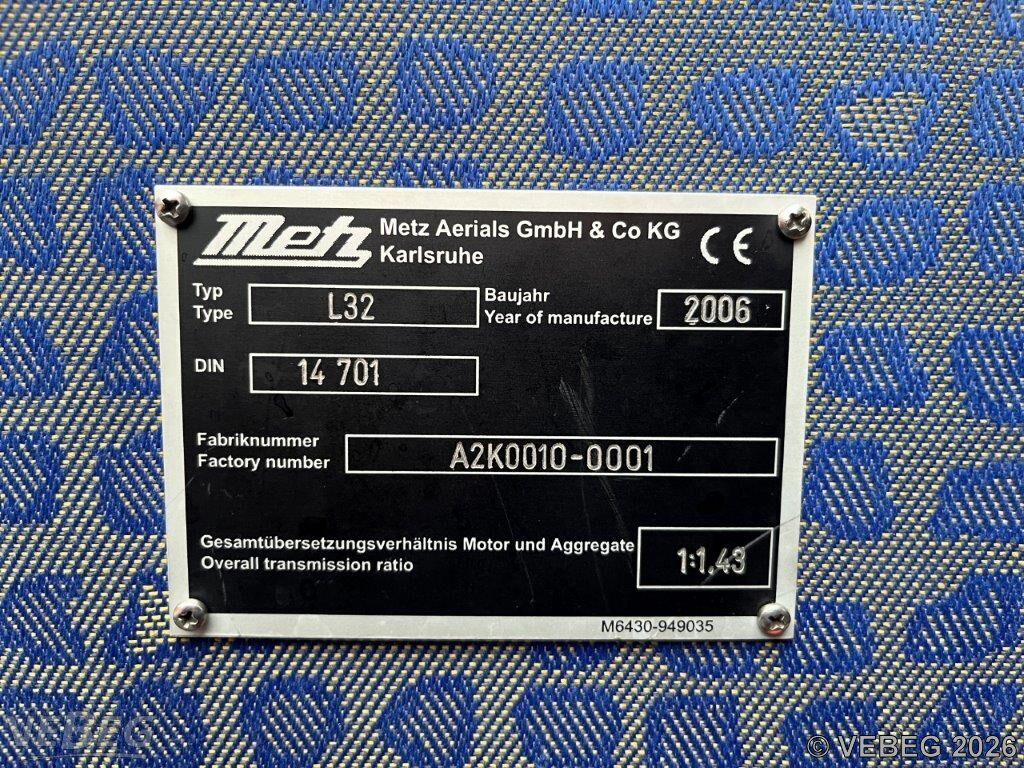 Metz
Metz Aerials GmbH & Co KG
Karlsruhe
CE
Typ
Type
L32
Baujahr
Year of manufacture
2006
DIN
14 701
Fabriknummer
Factory number
A2K0010-0001
Gesamtübersetzungsverhältnis Motor und Aggregate
Overall transmission ratio
1:1.43
M6430-949035
VEBEG
© VEBEG 2026